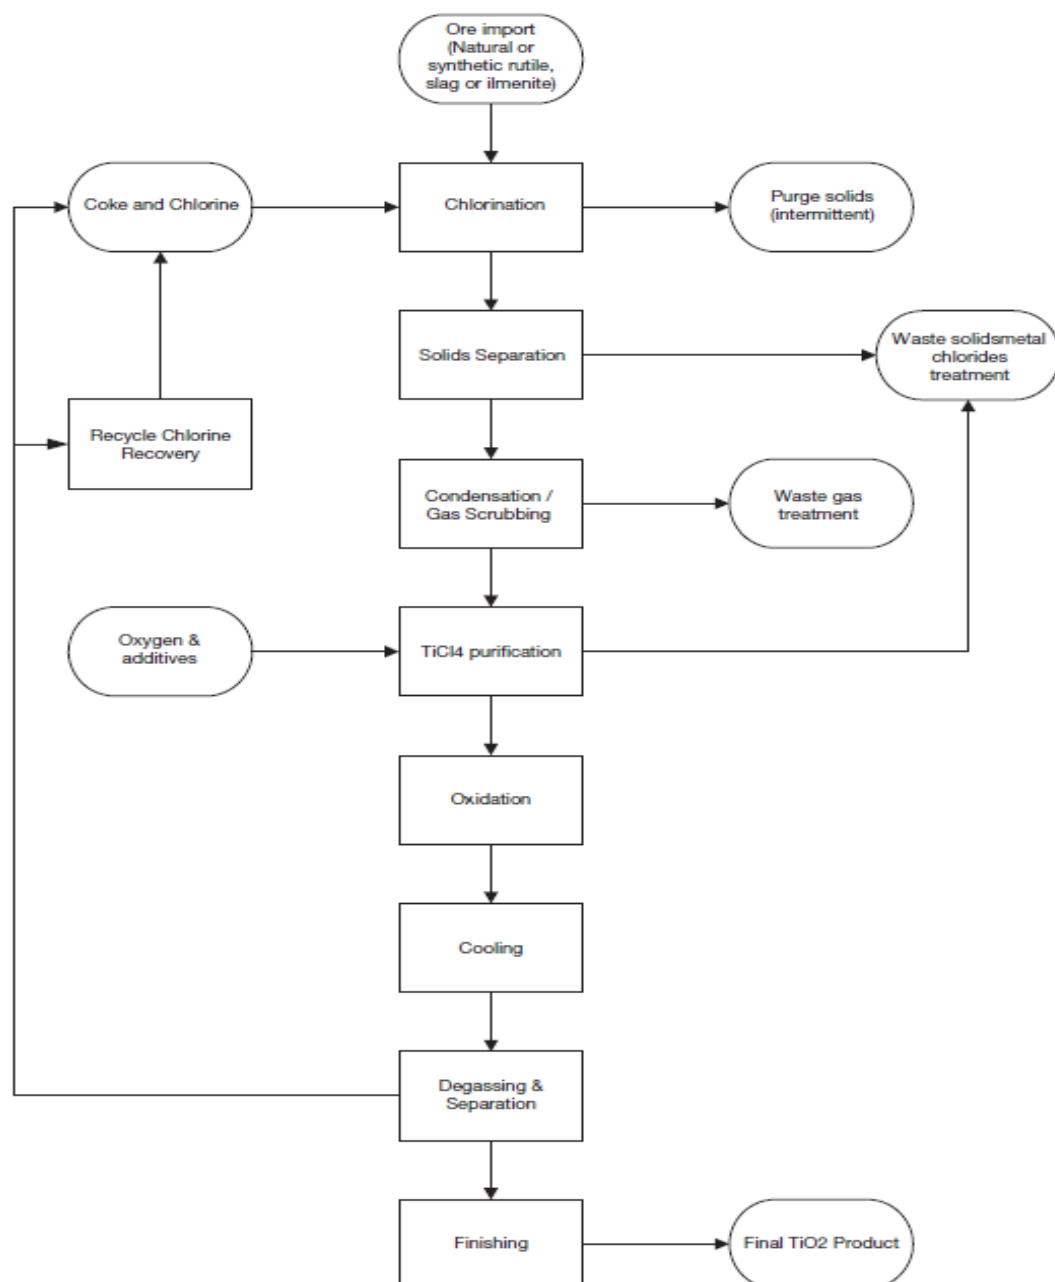 Ore import
(Natural or
synthetic rutile,
slag or ilmenite)
Coke and Chlorine
Chlorination
Purge solids
(intermittent)
Solids Separation
Waste solidsmetal
chlorides
treatment
Recycle Chlorine
Recovery
Condensation /
Gas Scrubbing
Waste gas
treatment
Oxygen &
additives
TiCl4 purification
Oxidation
Cooling
Degassing &
Separation
Finishing
Final TiO2 Product